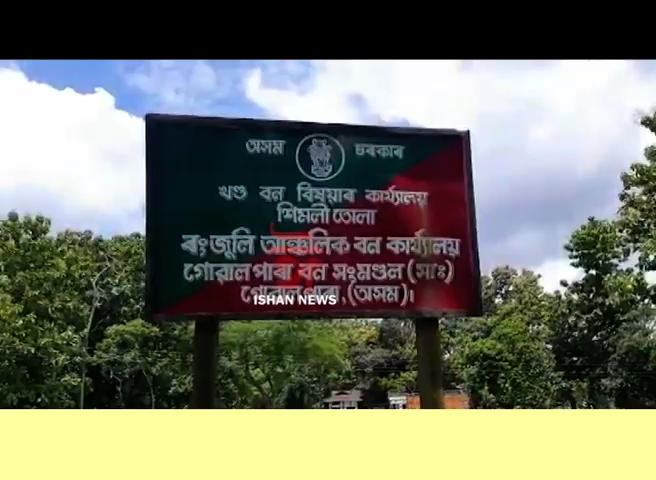 অসম চৰকাৰ
খণ্ড বন বিষয়াৰ কাৰ্য্যালয়
শিমলীতোলা
ৰংজুলি আঞ্চলিক বন কাৰ্য্যালয়
গোৱালপাৰা বন সংমণ্ডল (সাঃ)
গোৱালপাৰা, (অসম)।
ISHAN NEWS